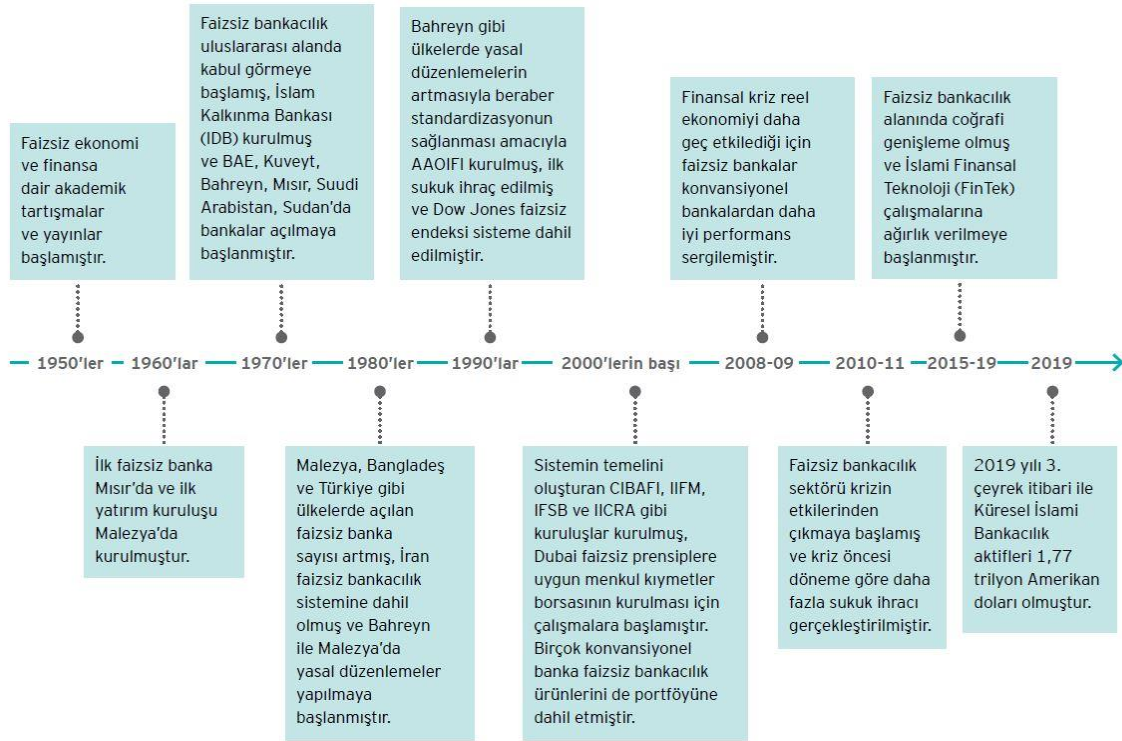 Faizsiz ekonomi
ve finansa
dair akademik
tartışmalar
ve yayınlar
başlamıştır.
Faizsiz bankacılık
uluslararası alanda
kabul görmeye
başlamış, İslam
Kalkınma Bankası
(IDB) kurulmuş
ve BAE, Kuveyt,
Bahreyn, Mısır, Suudi
Arabistan, Sudan'da
bankalar açılmaya
başlanmıştır.
Bahreyn gibi
ülkelerde yasal
düzenlemelerin
artmasıyla beraber
standardizasyonun
sağlanması amacıyla
AAOIFI kurulmuş, ilk
sukuk ihraç edilmiş
ve Dow Jones faizsiz
endeksi sisteme dahil
edilmiştir.
Finansal kriz reel
ekonomiyi daha
geç etkilediği için
faizsiz bankalar
konvansiyonel
bankalardan daha
iyi performans
sergilemiştir.
Faizsiz bankacılık
alanında coğrafi
genişleme olmuş
ve İslami Finansal
Teknoloji (FinTek)
çalışmalarına
ağırlık verilmeye
başlanmıştır.
1950'ler 1960'lar 1970'ler 1980'ler 1990'lar 2000'lerin başı 2008-09 2010-11 2015-19 2019
İlk faizsiz banka
Mısır'da ve ilk
yatırım kuruluşu
Malezya'da
kurulmuştur.
Malezya, Bangladeş
ve Türkiye gibi
ülkelerde açılan
faizsiz banka
sayısı artmış, İran
faizsiz bankacılık
sistemine dahil
olmuş ve Bahreyn
ile Malezya'da
yasal düzenlemeler
yapılmaya
başlanmıştır.
Sistemin temelini
oluşturan CIBAFI, IIFM,
IFSB ve IICRA gibi
kuruluşlar kurulmuş,
Dubai faizsiz prensiplere
uygun menkul kıymetler
borsasının kurulması için
çalışmalara başlamıştır.
Birçok konvansiyonel
banka faizsiz bankacılık
ürünlerini de portföyüne
dahil etmiştir.
Faizsiz bankacılık
sektörü krizin
etkilerinden
çıkmaya başlamış
ve kriz öncesi
döneme göre daha
fazla sukuk ihracı
gerçekleştirilmiştir.
2019 yılı 3.
çeyrek itibari ile
Küresel İslami
Bankacılık
aktifleri 1,77
trilyon Amerikan
doları olmuştur.